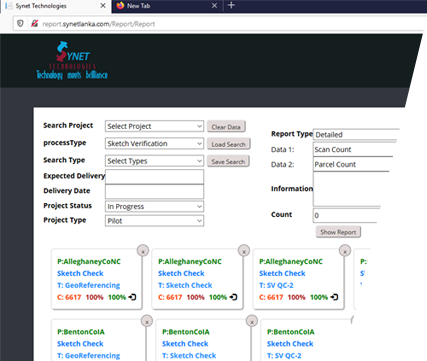 Synet Technologies
New Tab
report.synetlanka.com/Report/Report
SYNET
TECHNOLOGIES
Technology meets brilliance
Search Project Select Project Clear Data
processType Sketch Verification Load Search
Search Type Select Types Save Search
Expected Delivery
Delivery Date
Project Status In Progress
Project Type Pilot
Report Type Detailed
Data 1: Scan Count
Data 2: Parcel Count
Information
Count 0
Show Report
x x x
P:AlleghaneyCoNC P:AlleghaneyCoNC P:AlleghaneyCoNC P:
Sketch Check Sketch Check Sketch Check
T: GeoReferencing T: Sketch Check T: SV QC-2 T:
C: 6617 100% 100% C: 6617 100% 100% C: 6617 100% 100% C:
x x x
P:BentonCoIA P:BentonCoIA P:BentonCoIA
Sketch Check Sketch Check Sketch Check
T: GeoReferencing T: Sketch Check T: SV QC-2